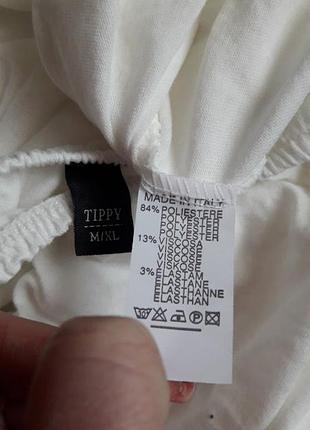 TIPPY
M/XL
MADE IN ITALY
84% POLIESTERE
POLYESTER
POLYESTER
POLYESTER
13% VISCOSA
VISCOSE
VISCOSE
VISKOSE
3% ELASTAM
ELASTANE
ELASTHANNE
ELASTHAN